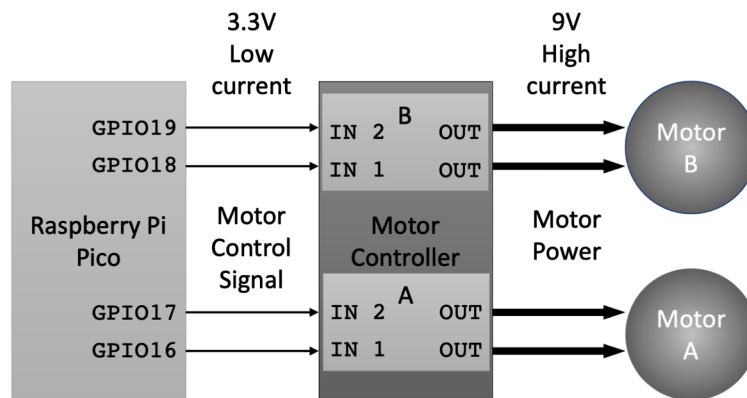 3.3V
Low
current
9V
High
current
GPIO19
GPIO18
Raspberry Pi
Pico
GPIO17
GPIO16
Motor
Control
Signal
B
IN 2 OUT
IN 1 OUT
Motor
Controller
A
IN 2 OUT
IN 1 OUT
Motor
Power
Motor
B
Motor
A